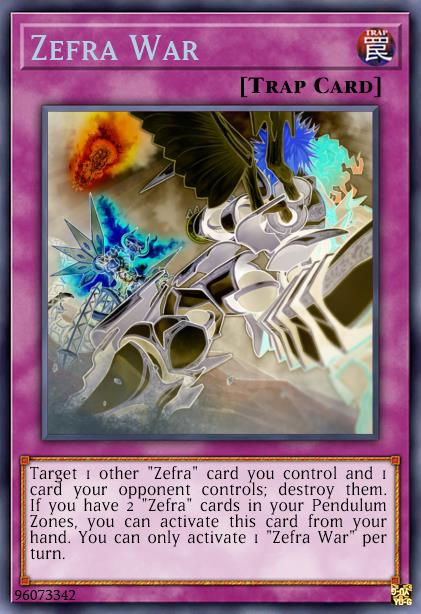 Zefra War
TRAP
罠
[Trap Card]
Target 1 other "Zefra" card you control and 1
card your opponent controls; destroy them.
If you have 2 "Zefra" cards in your Pendulum
Zones, you can activate this card from your
hand. You can only activate 1 "Zefra War" per
turn.
96073342